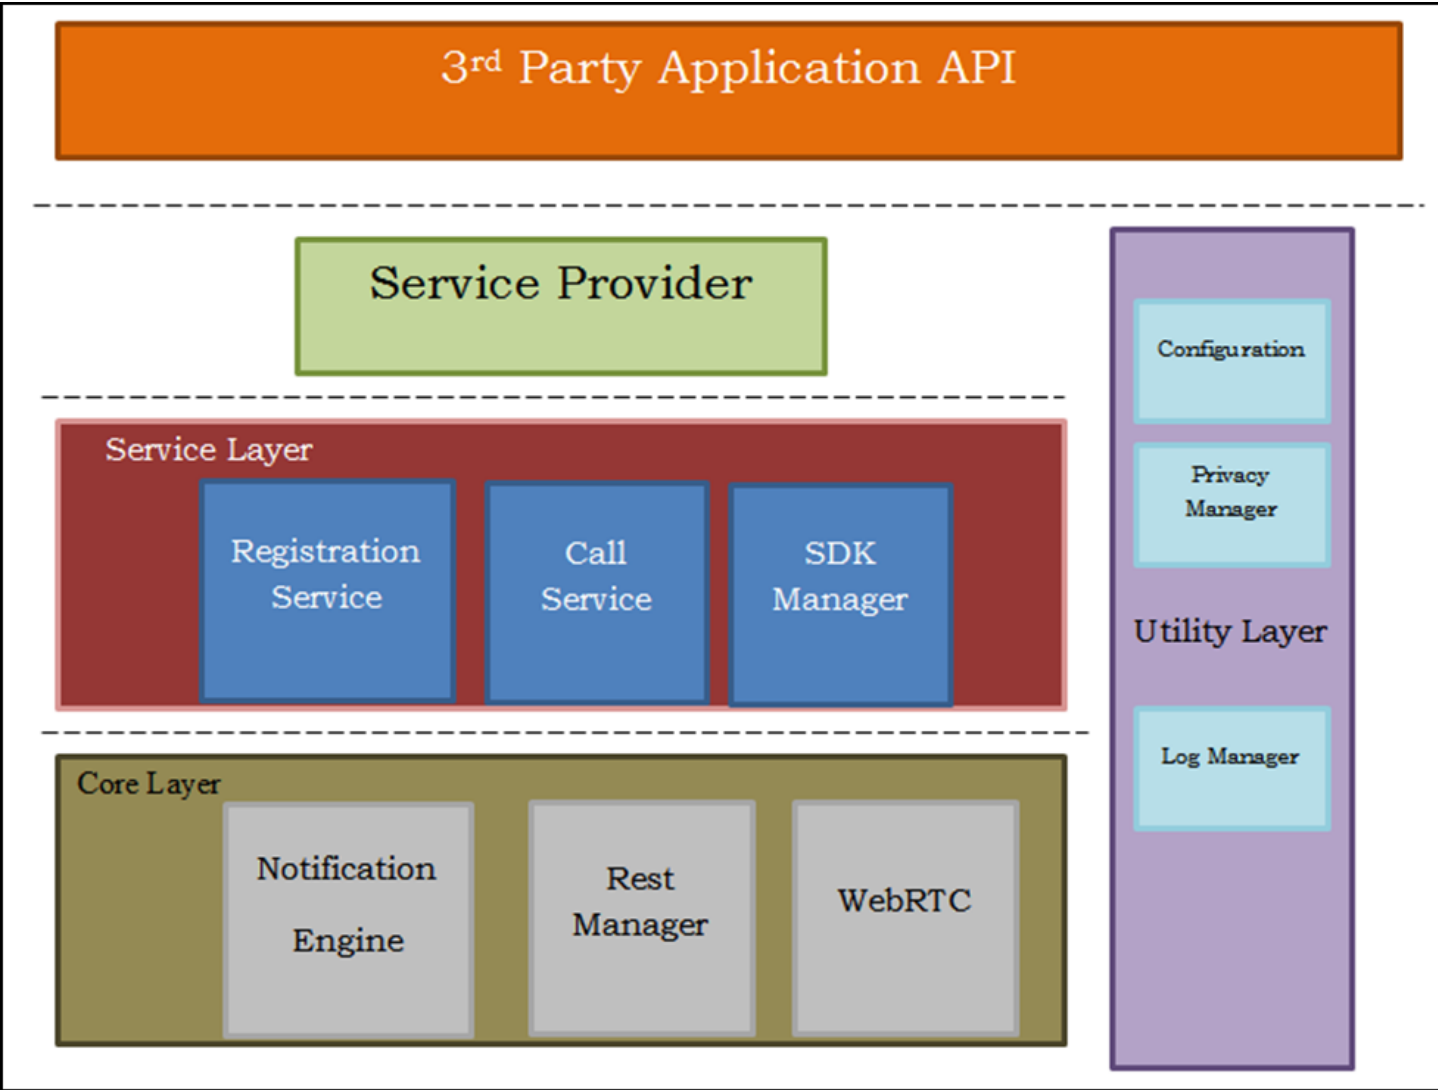 3rd Party Application API
Service Provider
Service Layer
Registration
Service
Call
Service
SDK
Manager
Core Layer
Notification
Engine
Rest
Manager
WebRTC
Configuration
Privacy
Manager
Utility Layer
Log Manager